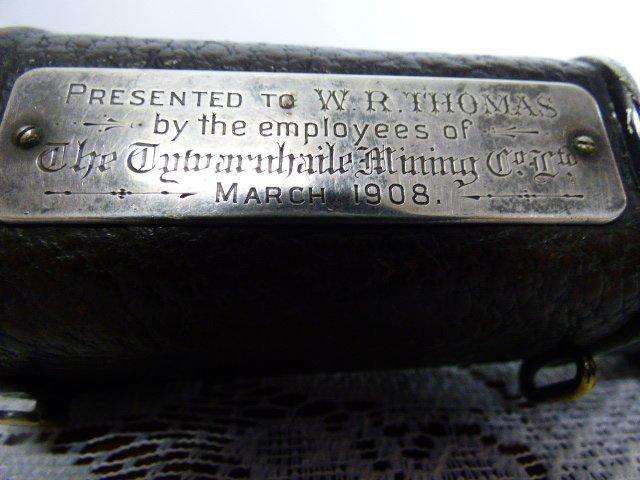 PRESENTED TO W. R. THOMAS
by the employees of
The Tywarnhaile Mining Co. Ltd
MARCH 1908.